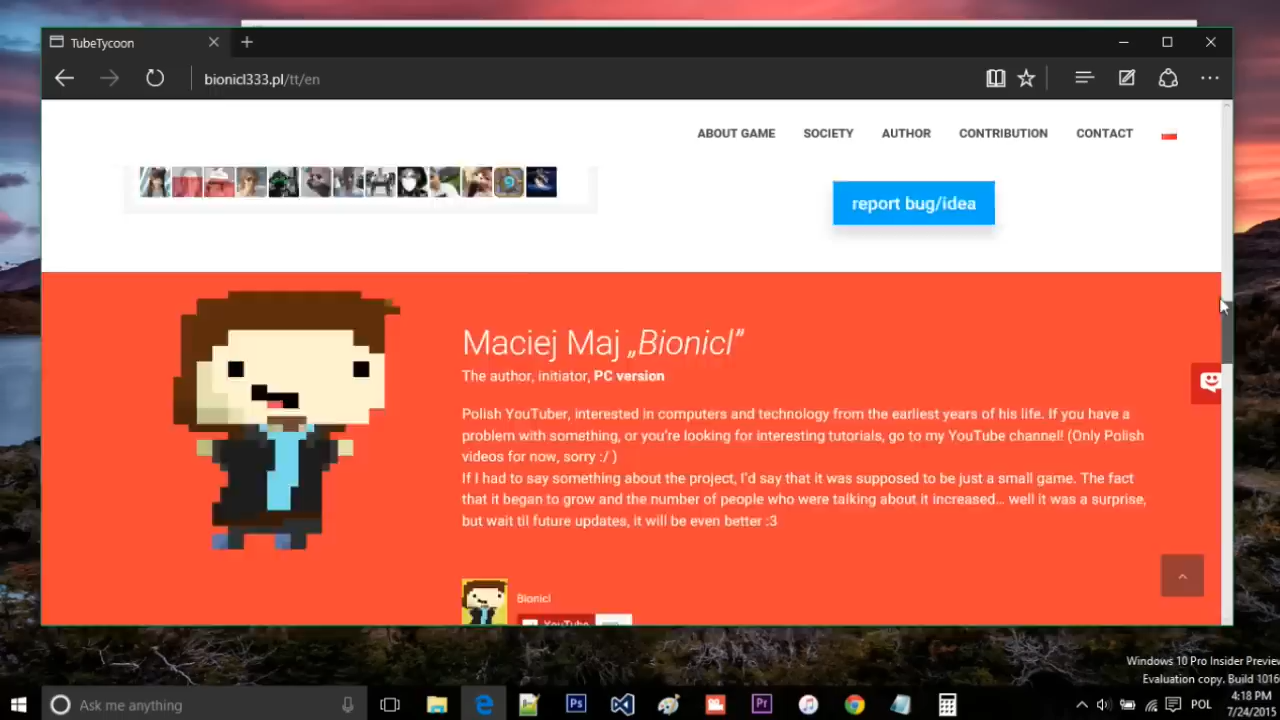 TubeTycoon
bionicl333.pl/tt/en
ABOUT GAME SOCIETY AUTHOR CONTRIBUTION CONTACT
report bug/idea
Maciej Maj „Bionicl”
The author, initiator, PC version
Polish YouTuber, interested in computers and technology from the earliest years of his life. If you have a
problem with something, or you're looking for interesting tutorials, go to my YouTube channel! (Only Polish
videos for now, sorry :/ )
If I had to say something about the project, I'd say that it was supposed to be just a small game. The fact
that it began to grow and the number of people who were talking about it increased... well it was a surprise,
but wait til future updates, it will be even better :3
Bionicl
YouTube
Windows 10 Pro Insider Preview
Evaluation copy. Build 1016
Ask me anything
Ps
Pr
POL
4:18 PM
7/24/2015